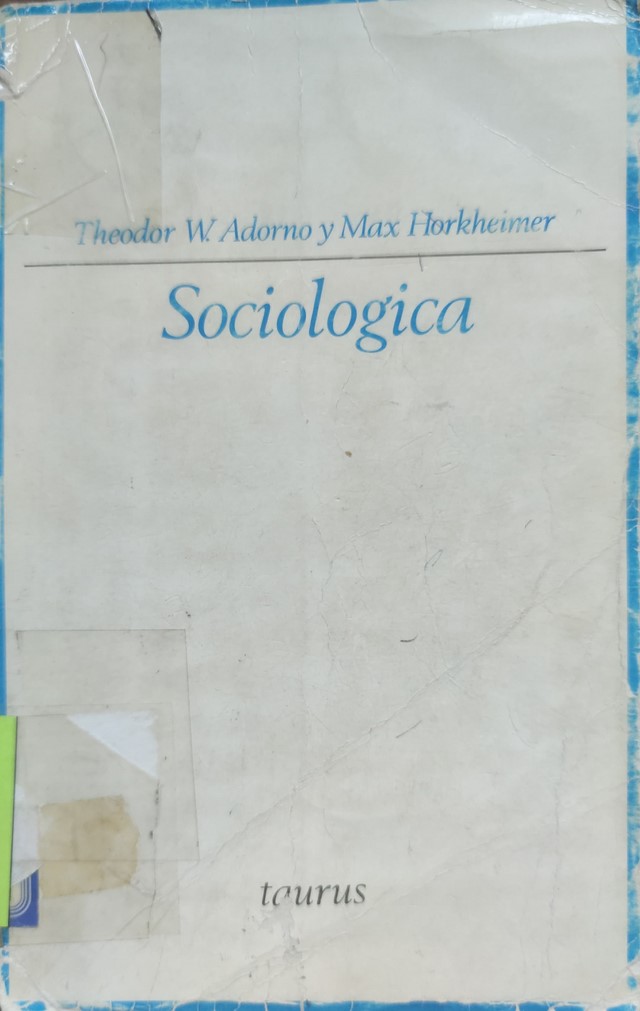 Theodor W. Adorno y Max Horkheimer
Sociologica
taurus